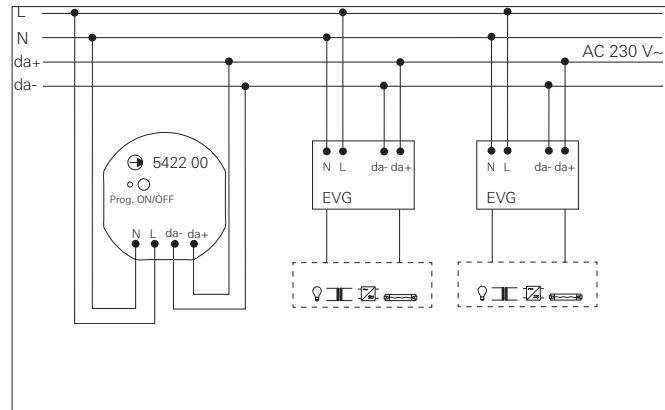 L
N
da+
AC 230 V~
da-
5422 00
Prog. ON/OFF
N L da- da+
N L da- da+
EVG
N L da- da+
EVG